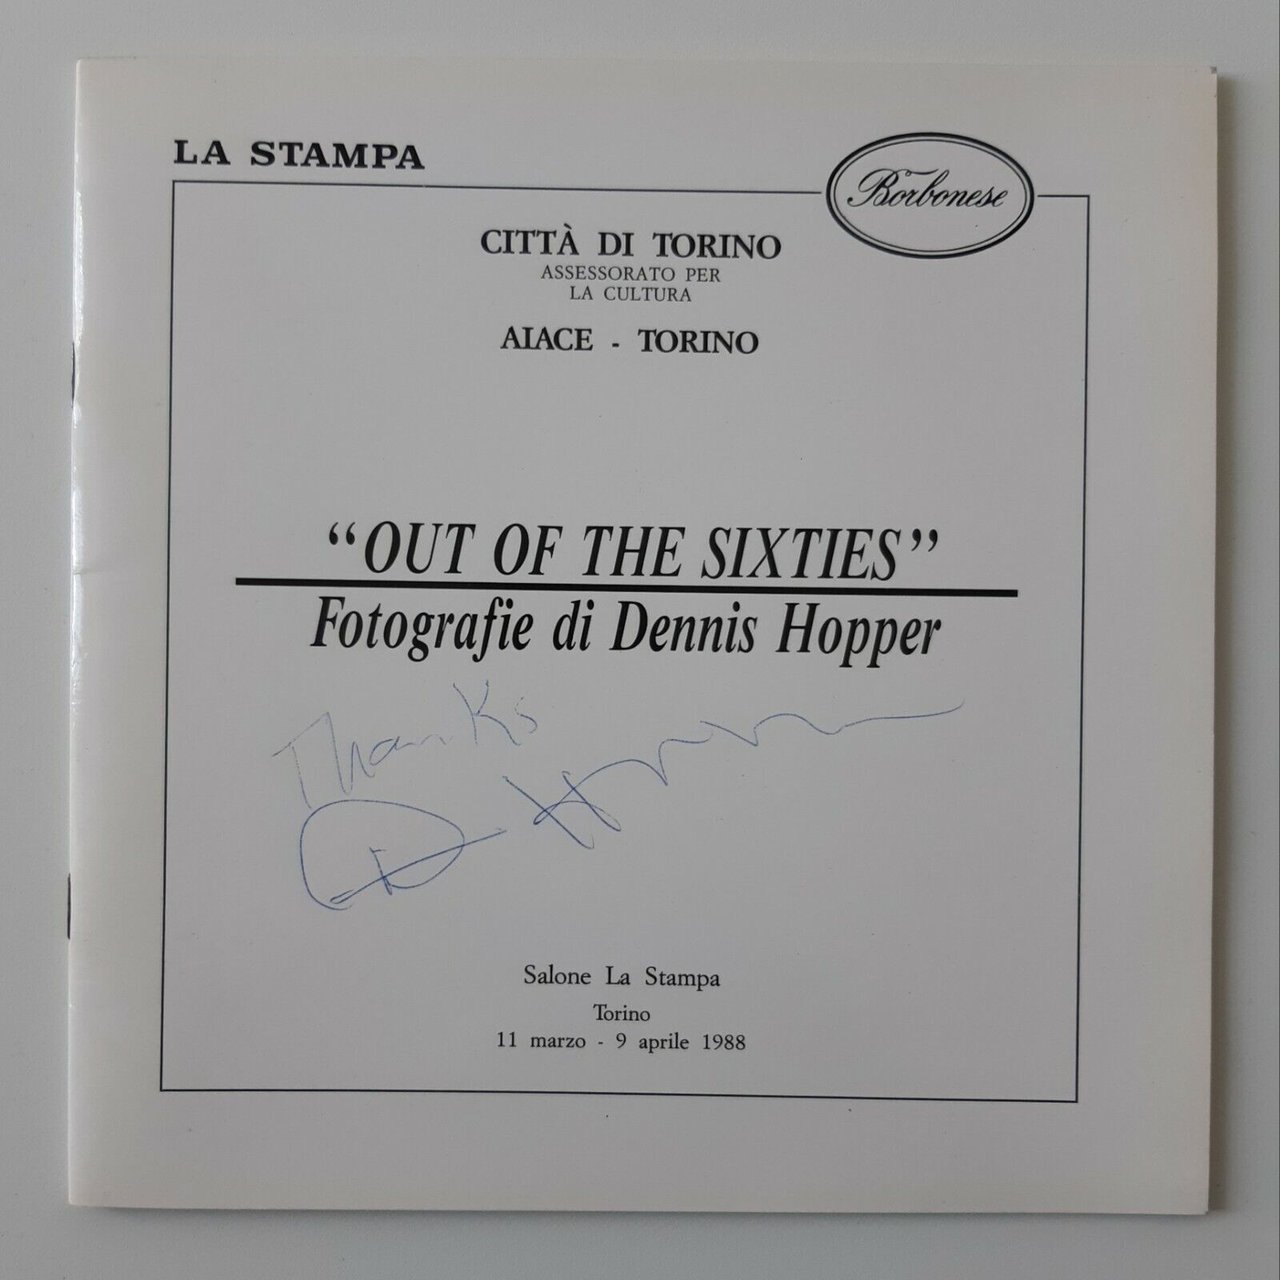 LA STAMPA
Borbonese
CITTÀ DI TORINO
ASSESSORATO PER
LA CULTURA
AIACE - TORINO
“OUT OF THE SIXTIES”
Fotografie di Dennis Hopper
Thanks
Salone La Stampa
Torino
11 marzo - 9 aprile 1988